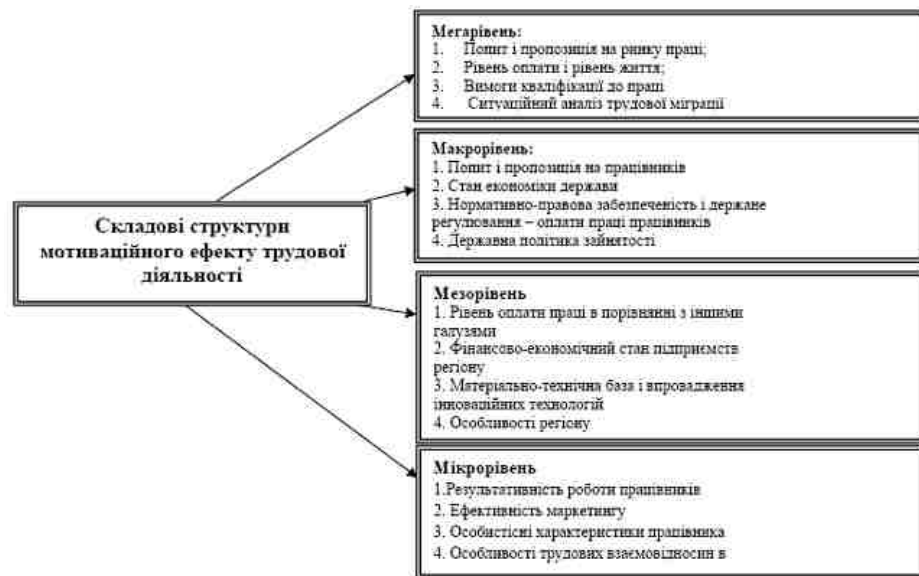 Мегарівень:
1. Попит і пропозиція на ринку праці;
2. Рівень оплати і рівень життя;
3. Вимоги кваліфікації до праці
4. Ситуаційний аналіз трудової міграції
Макрорівень:
1. Попит і пропозиція на працівників
2. Стан економіки держави
3. Нормативно-правова забезпеченість і держане
регулювання – оплати праці працівників
4. Державна політика зайнятості
Складові структури
мотиваційного ефекту трудової
діяльності
Мезорівень
1. Рівень оплати праці в порівнянні з іншими
галузями
2. Фінансово-економічний стан підприємств
регіону
3. Матеріально-технічна база і впровадження
інноваційних технологій
4. Особливості регіону
Мікрорівень
1.Результативність роботи працівників
2. Ефективність маркетингу
3. Особистісні характеристики працівника
4. Особливості трудових взаємовідносин в